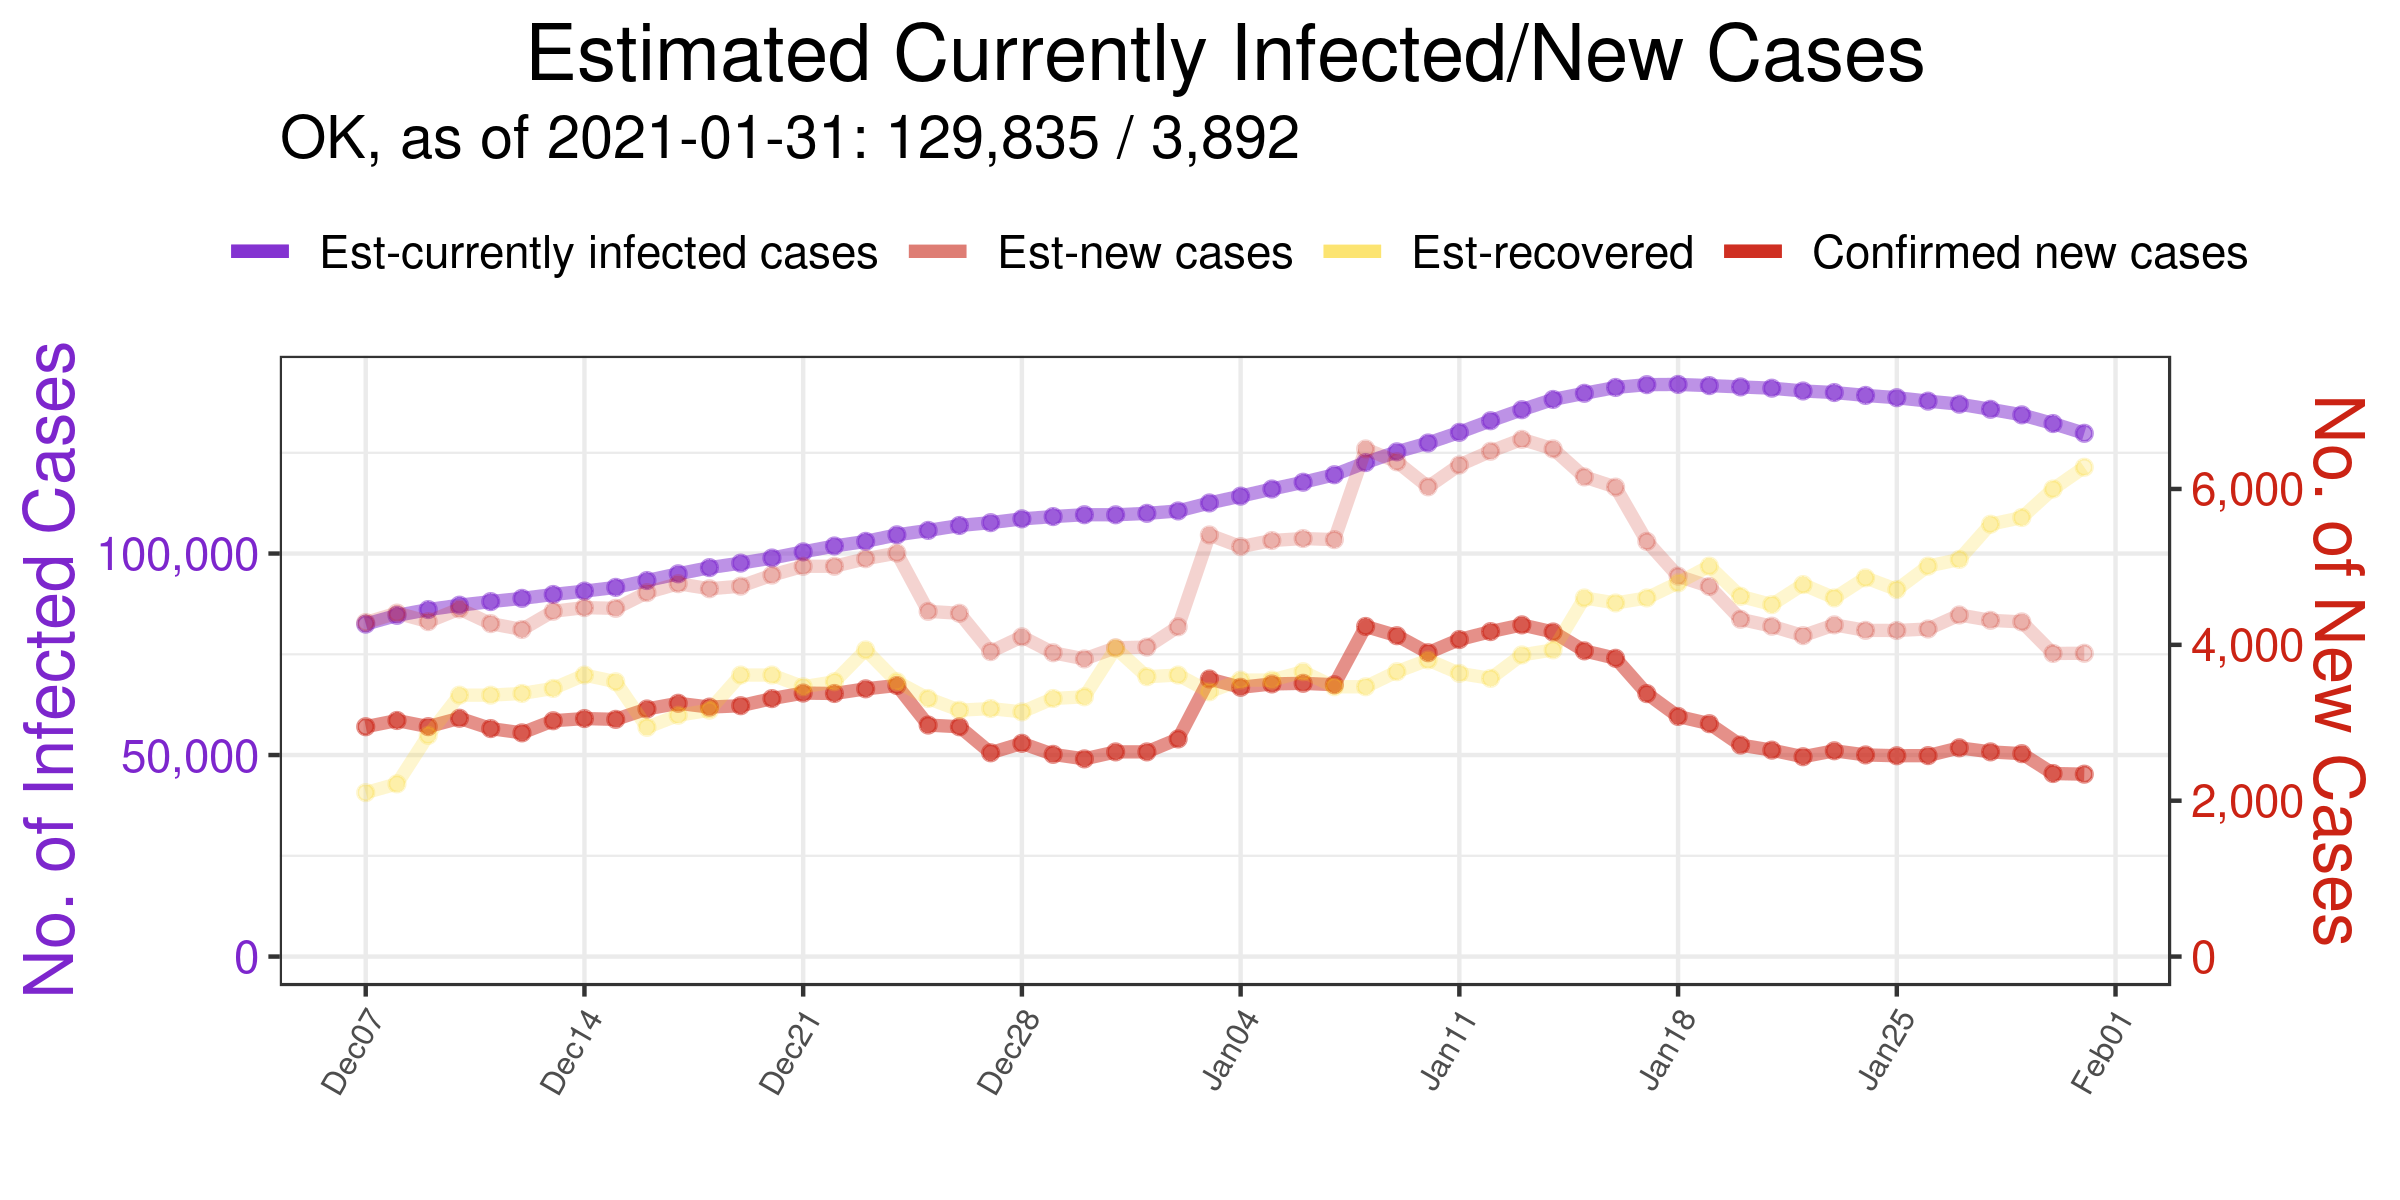 Estimated Currently Infected/New Cases
OK, as of 2021-01-31: 129,835 / 3,892
Est-currently infected cases Est-new cases Est-recovered Confirmed new cases
No. of Infected Cases
100,000
50,000
0
6,000
4,000
2,000
0
No. of New Cases
Dec07 Dec14 Dec21 Dec28 Jan04 Jan11 Jan18 Jan25 Feb01